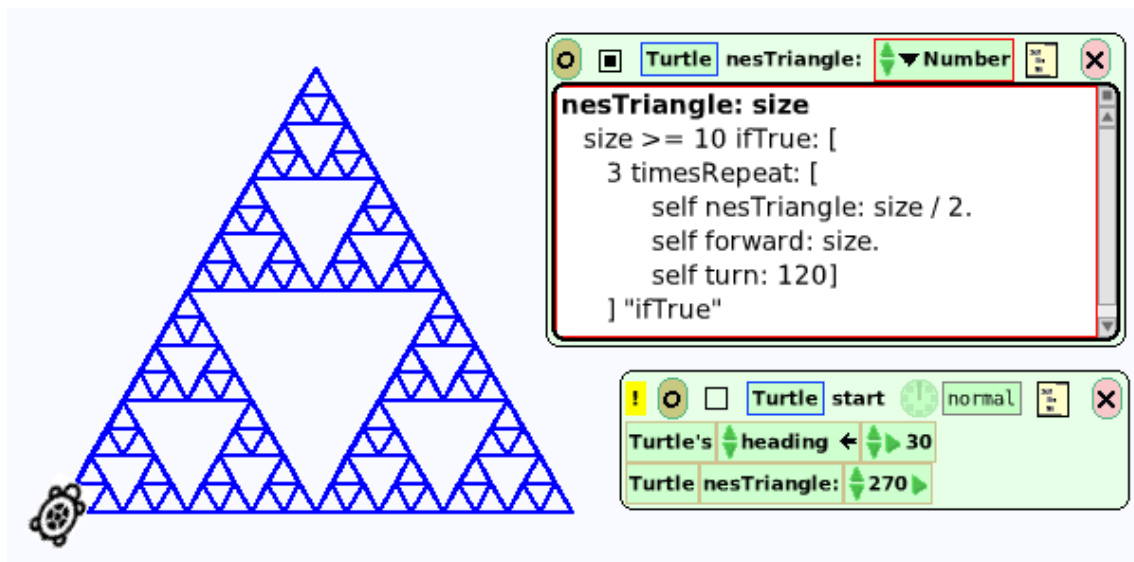 Turtle nesTriangle: Number
nesTriangle: size
size >= 10 ifTrue: [
3 timesRepeat: [
self nesTriangle: size / 2.
self forward: size.
self turn: 120]
] "ifTrue"
! Turtle start normal
Turtle's heading 30
Turtle nesTriangle: 270